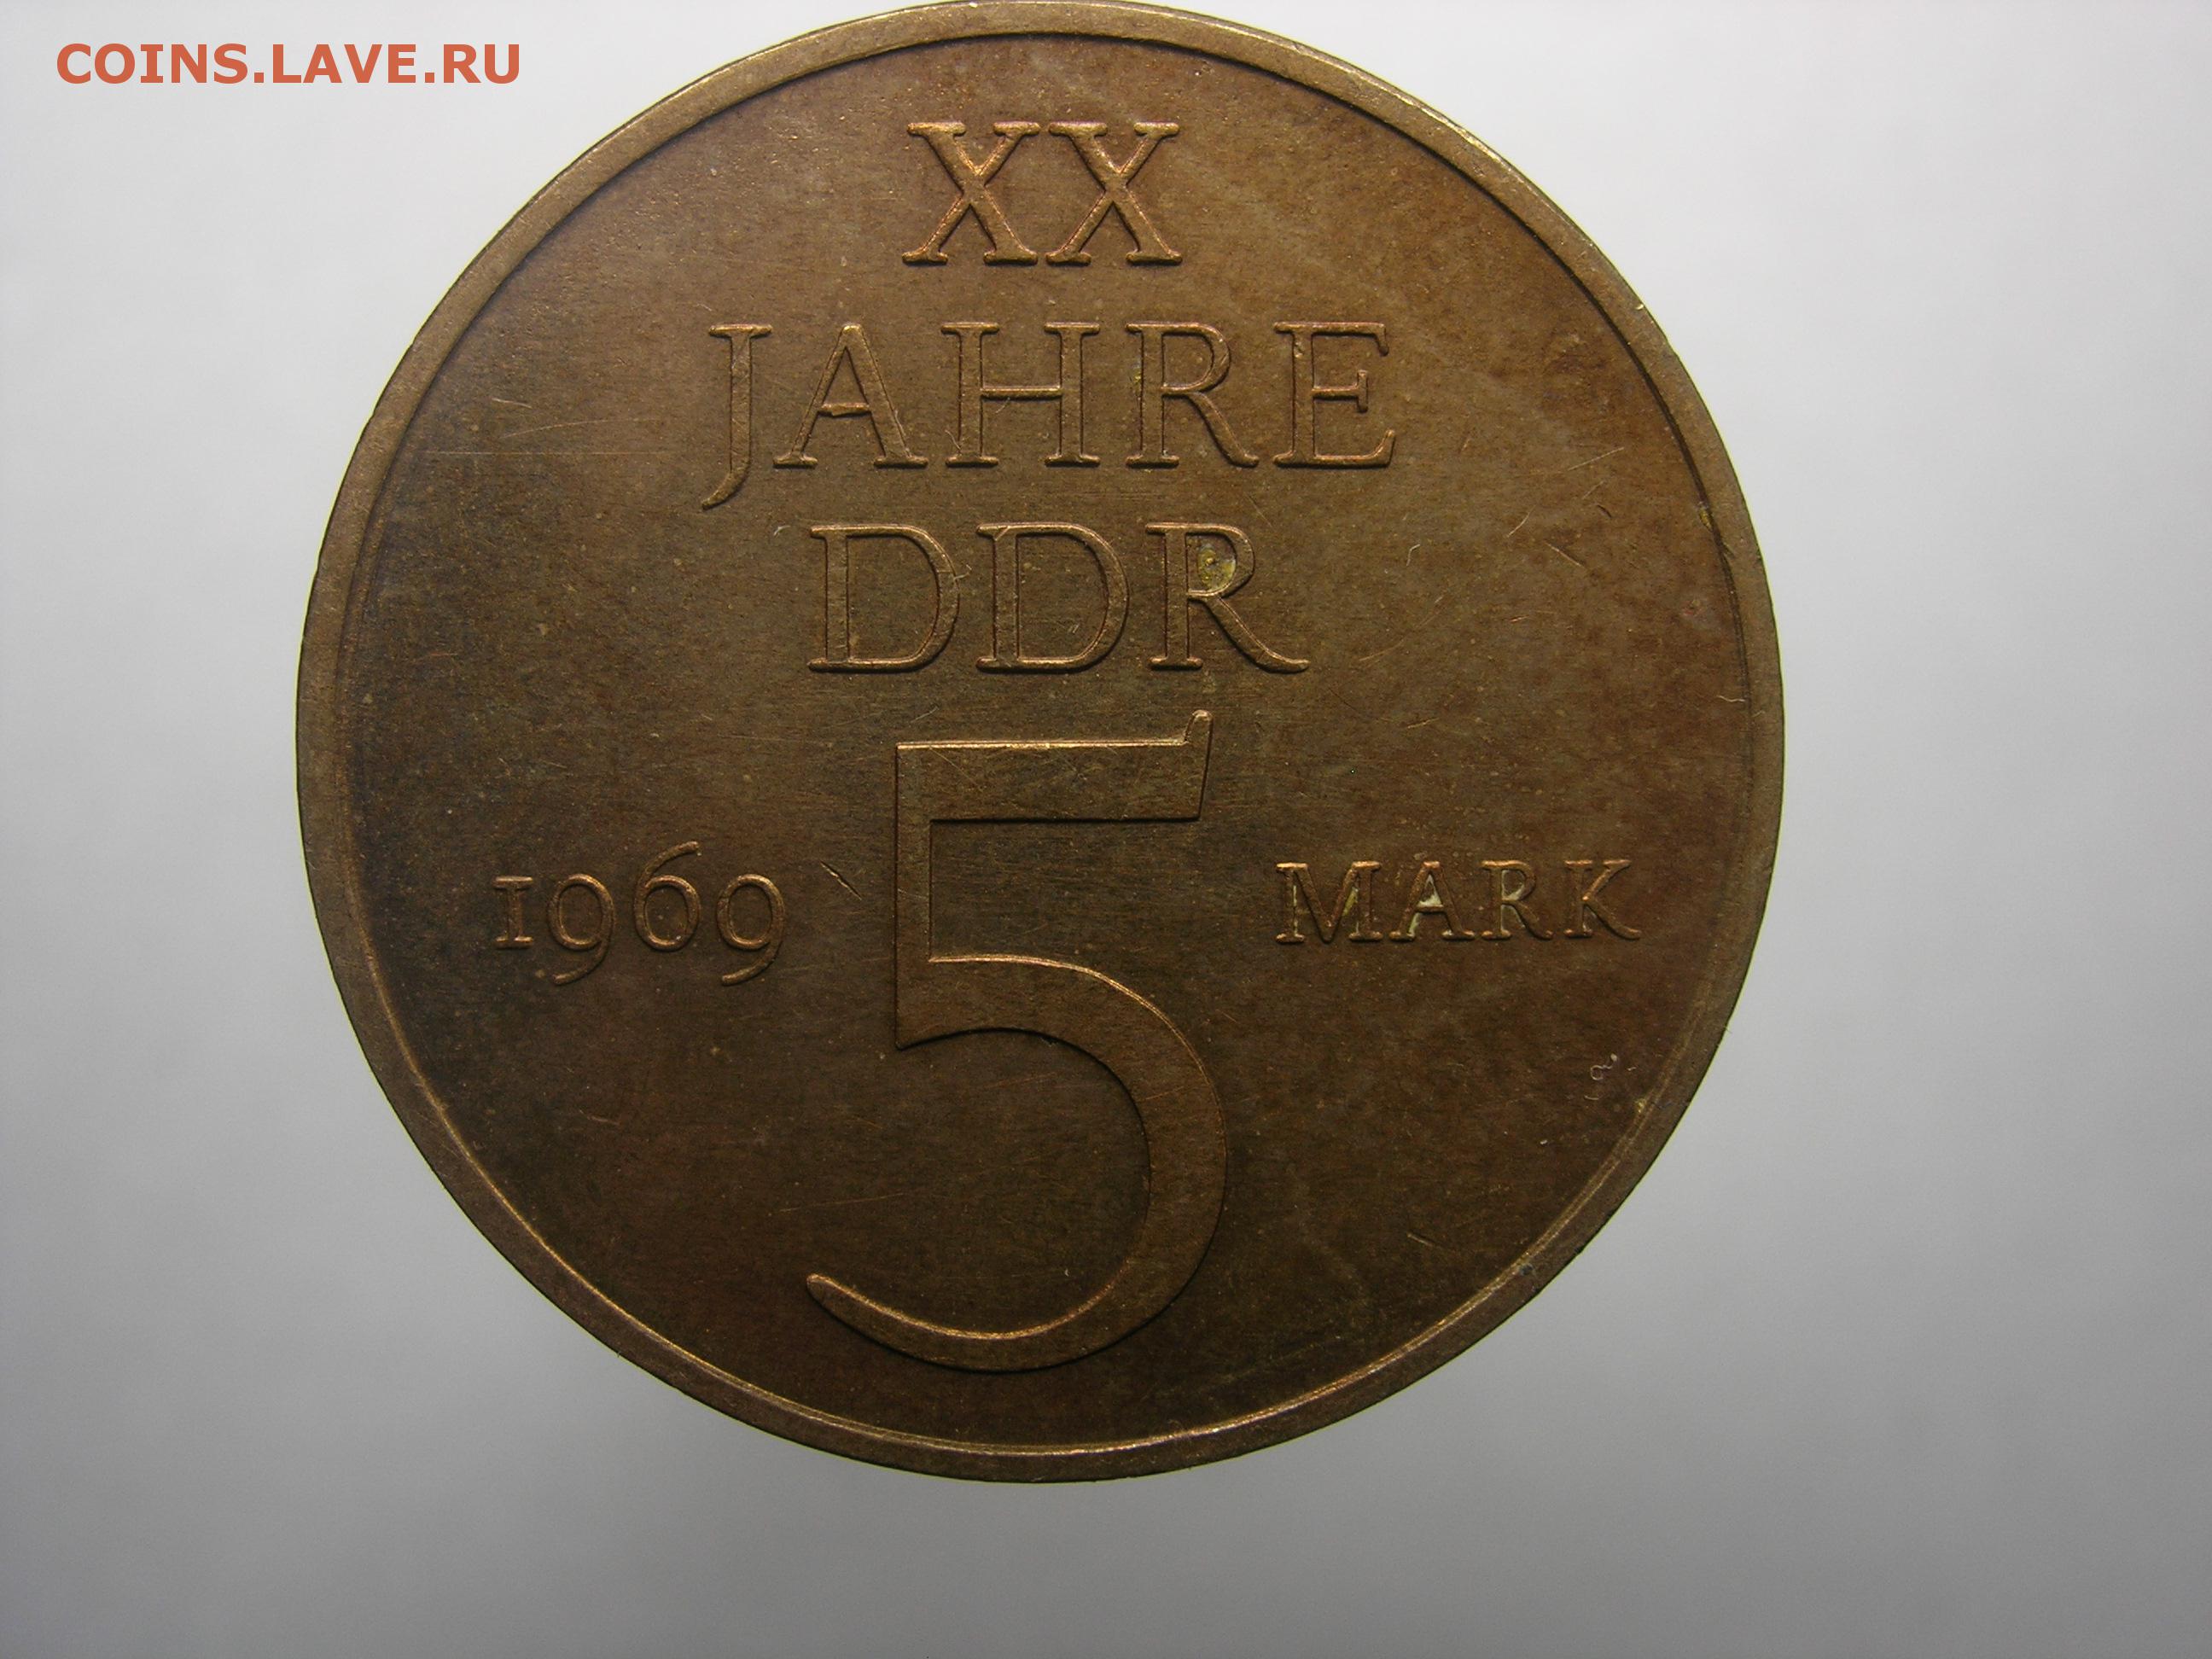 COINS.LAVE.RU
XX
JAHRE
DDR
1969 5 MARK